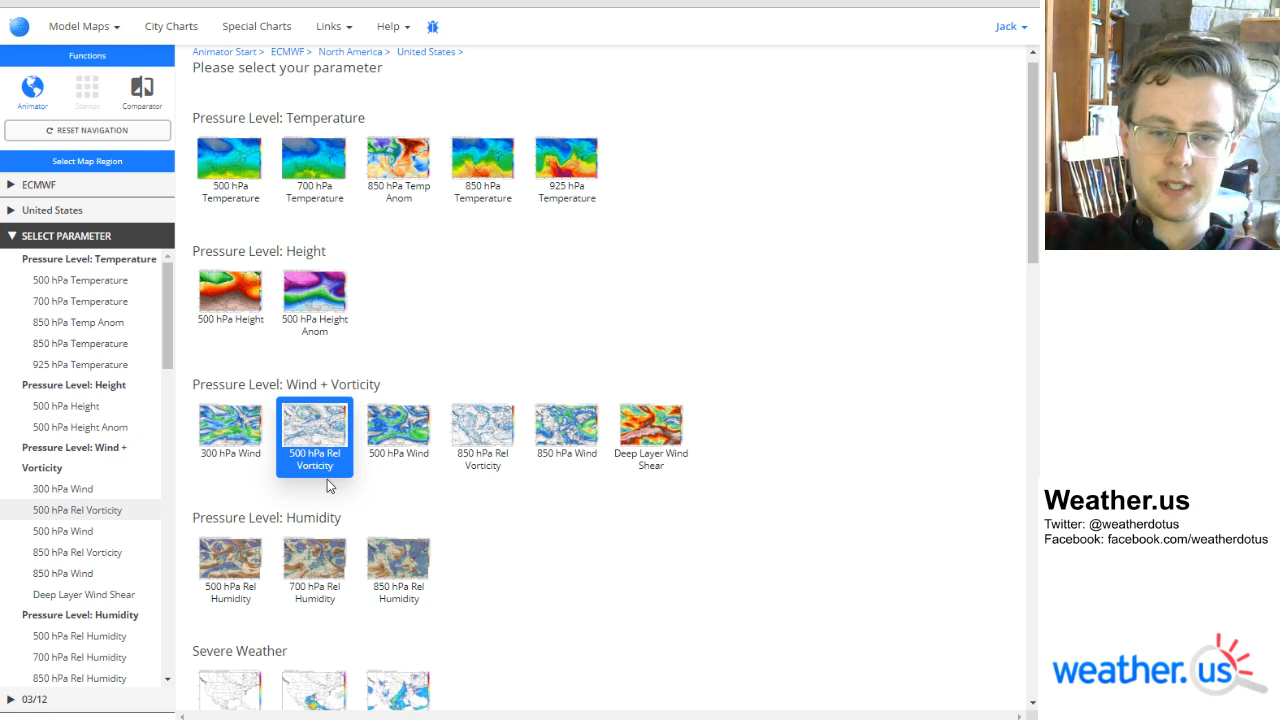 Model Maps
City Charts
Special Charts
Links
Help
Jack
Functions
Animator
Stamps
Comparator
RESET NAVIGATION
Select Map Region
ECMWF
United States
SELECT PARAMETER
Pressure Level: Temperature
500 hPa Temperature
700 hPa Temperature
850 hPa Temp Anom
850 hPa Temperature
925 hPa Temperature
Pressure Level: Height
500 hPa Height
500 hPa Height Anom
Pressure Level: Wind +
Vorticity
300 hPa Wind
500 hPa Rel Vorticity
500 hPa Wind
850 hPa Rel Vorticity
850 hPa Wind
Deep Layer Wind Shear
Pressure Level: Humidity
500 hPa Rel Humidity
700 hPa Rel Humidity
850 hPa Rel Humidity
03/12
Animator Start > ECMWF > North America > United States >
Please select your parameter
Pressure Level: Temperature
500 hPa
Temperature
700 hPa
Temperature
850 hPa Temp
Anom
850 hPa
Temperature
925 hPa
Temperature
Pressure Level: Height
500 hPa Height
500 hPa Height
Anom
Pressure Level: Wind + Vorticity
300 hPa Wind
500 hPa Rel
Vorticity
500 hPa Wind
850 hPa Rel
Vorticity
850 hPa Wind
Deep Layer Wind
Shear
Pressure Level: Humidity
500 hPa Rel
Humidity
700 hPa Rel
Humidity
850 hPa Rel
Humidity
Severe Weather
Weather.us
Twitter: @weatherdotus
Facebook: facebook.com/weatherdotus
weather.us